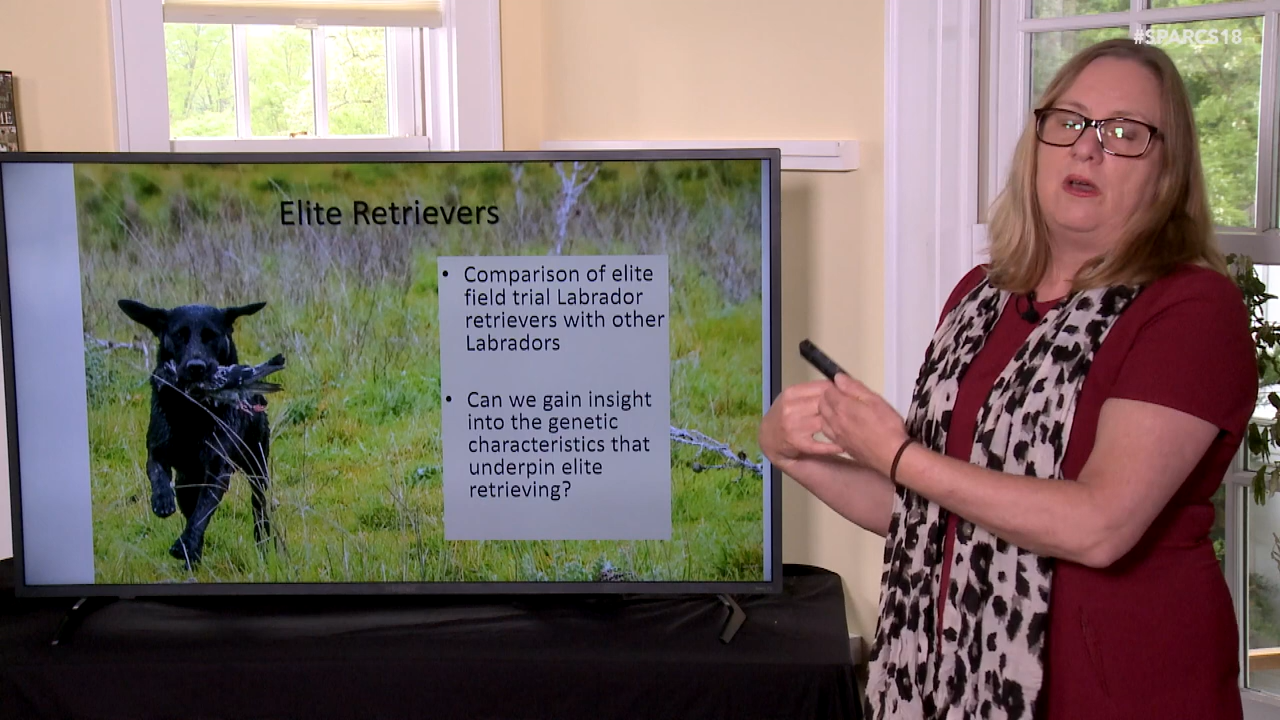 #SPARCS18
Elite Retrievers
• Comparison of elite
field trial Labrador
retrievers with other
Labradors
• Can we gain insight
into the genetic
characteristics that
underpin elite
retrieving?